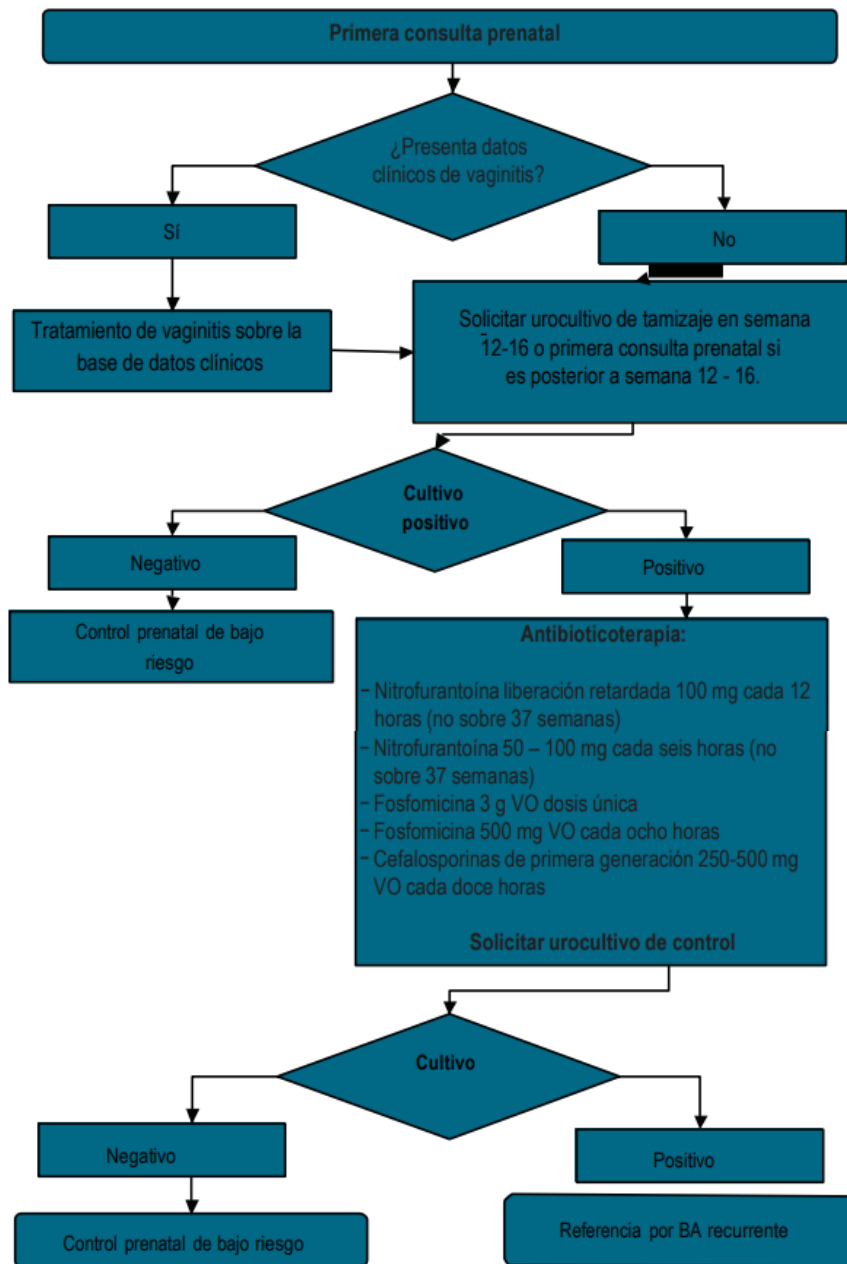 Primera consulta prenatal
¿Presenta datos
clínicos de vaginitis?
Sí
No
Tratamiento de vaginitis sobre la
base de datos clínicos
Solicitar urocultivo de tamizaje en semana
12-16 o primera consulta prenatal si
es posterior a semana 12 - 16.
Cultivo
positivo
Negativo
Positivo
Control prenatal de bajo
riesgo
Antibioticoterapia:
– Nitrofurantoína liberación retardada 100 mg cada 12
horas (no sobre 37 semanas)
– Nitrofurantoína 50 – 100 mg cada seis horas (no
sobre 37 semanas)
– Fosfomicina 3 g VO dosis única
– Fosfomicina 500 mg VO cada ocho horas
– Cefalosporinas de primera generación 250-500 mg
VO cada doce horas
Solicitar urocultivo de control
Cultivo
Negativo
Positivo
Control prenatal de bajo riesgo
Referencia por BA recurrente